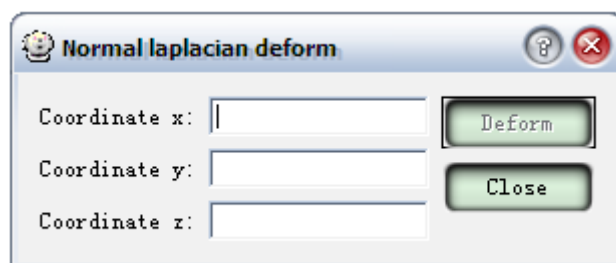 Normal laplacian deform
Coordinate x:
Deform
Coordinate y:
Close
Coordinate z: